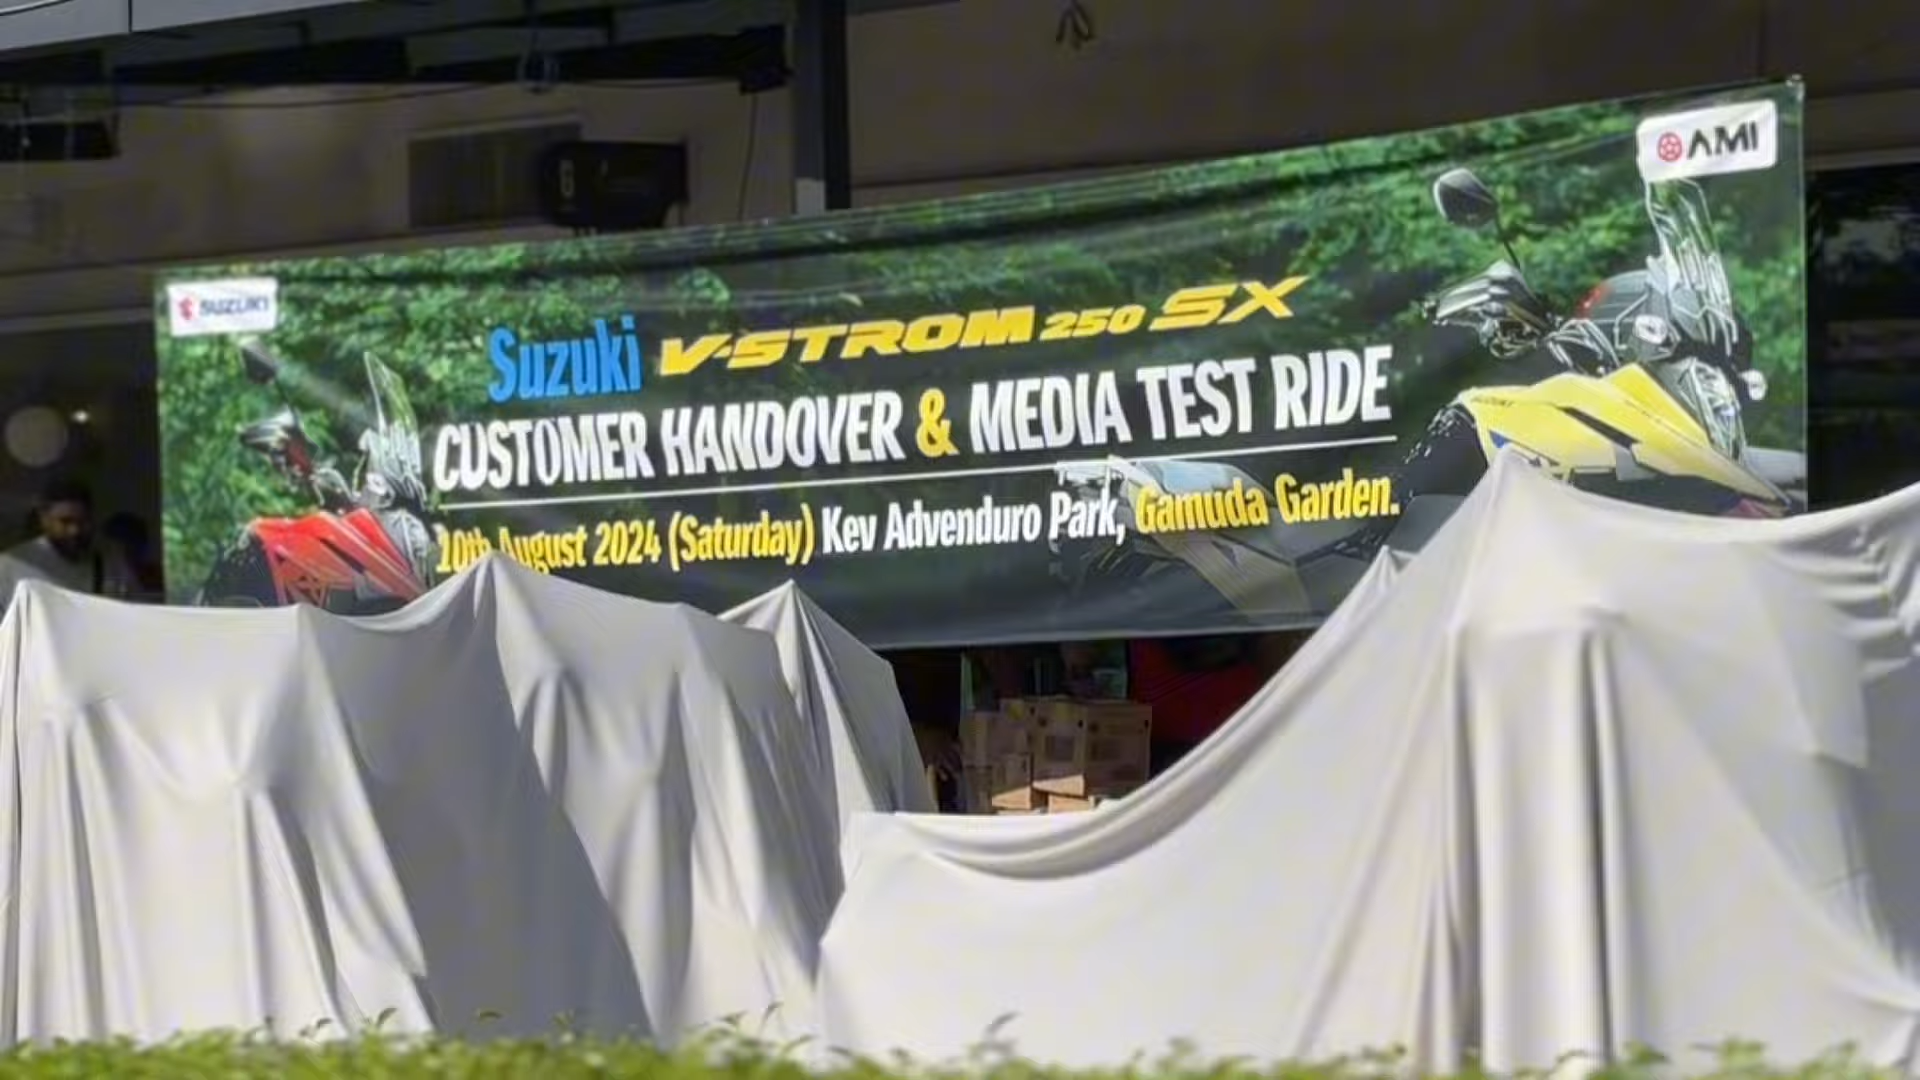 SUZUKI
AMI
Suzuki V-STROM 250 SX
CUSTOMER HANDOVER & MEDIA TEST RIDE
10th August 2024 (Saturday) Kev Advenduro Park, Gamuda Garden.